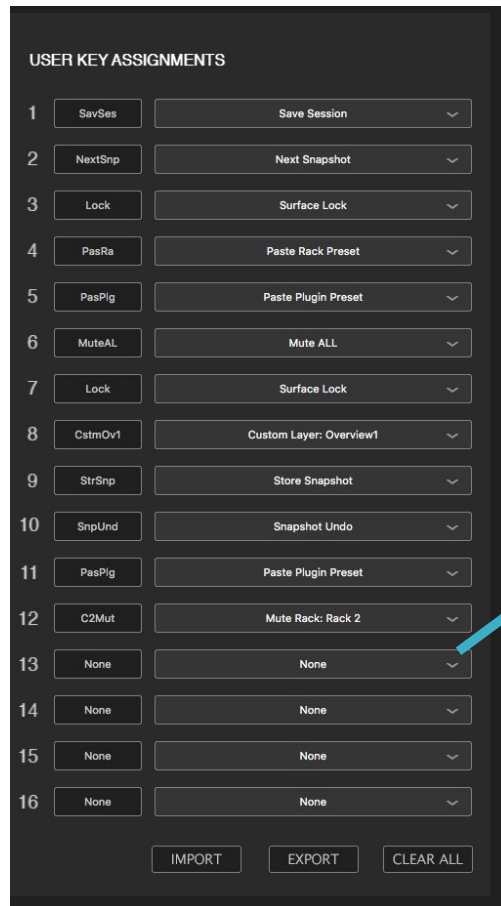 USER KEY ASSIGNMENTS
1 SavSes Save Session
2 NextSnp Next Snapshot
3 Lock Surface Lock
4 PasRa Paste Rack Preset
5 PasPlg Paste Plugin Preset
6 MuteAL Mute ALL
7 Lock Surface Lock
8 CstmOv1 Custom Layer: Overview1
9 StrSnp Store Snapshot
10 SnpUnd Snapshot Undo
11 PasPlg Paste Plugin Preset
12 C2Mut Mute Rack: Rack 2
13 None None
14 None None
15 None None
16 None None
IMPORT EXPORT CLEAR ALL